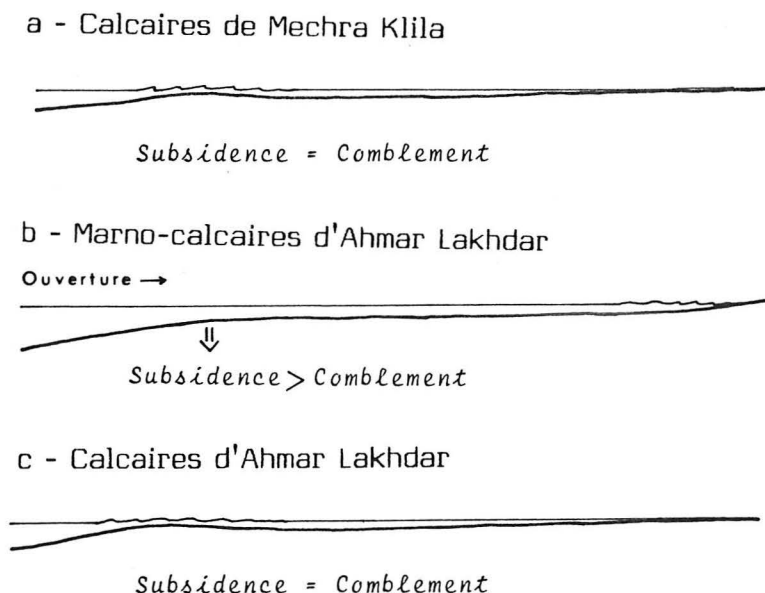 a - Calcaires de Mechra Klila
Subsidence = Comblement
b - Marno-calcaires d'Ahmar Lakhdar
Ouverture →
⇓
Subsidence > Comblement
c - Calcaires d'Ahmar Lakhdar
Subsidence = Comblement